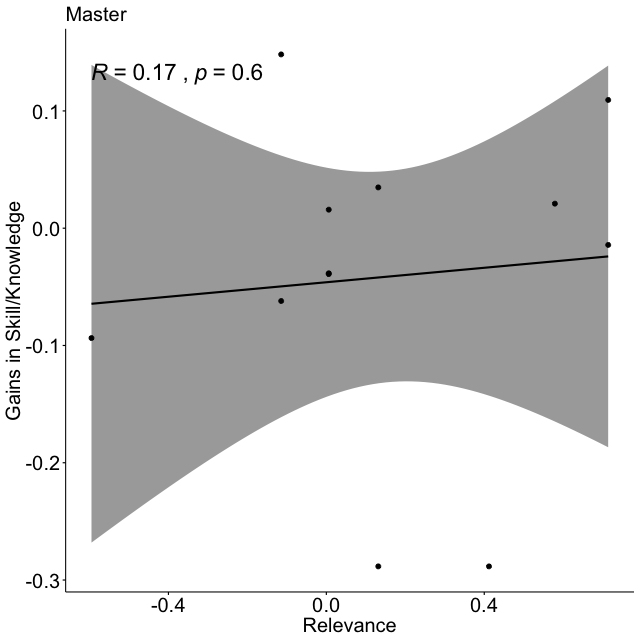 Master
R = 0.17 , p = 0.6
Gains in Skill/Knowledge
0.1
0.0
-0.1
-0.2
-0.3
-0.4
0.0
0.4
Relevance